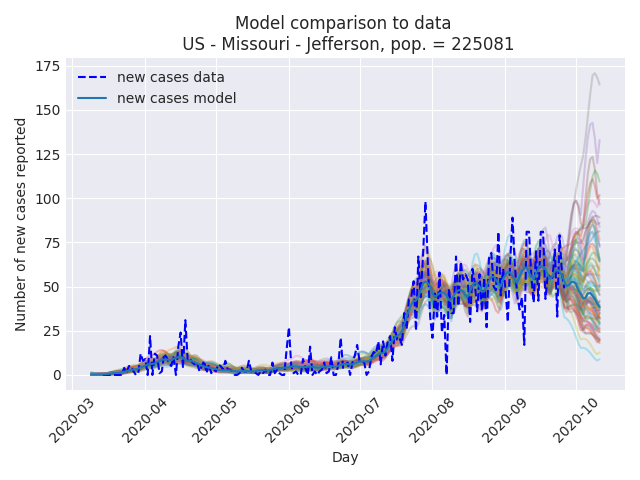 Model comparison to data
US - Missouri - Jefferson, pop. = 225081
new cases data
new cases model
Number of new cases reported
175
150
125
100
75
50
25
0
2020-03
2020-04
2020-05
2020-06
2020-07
2020-08
2020-09
2020-10
Day